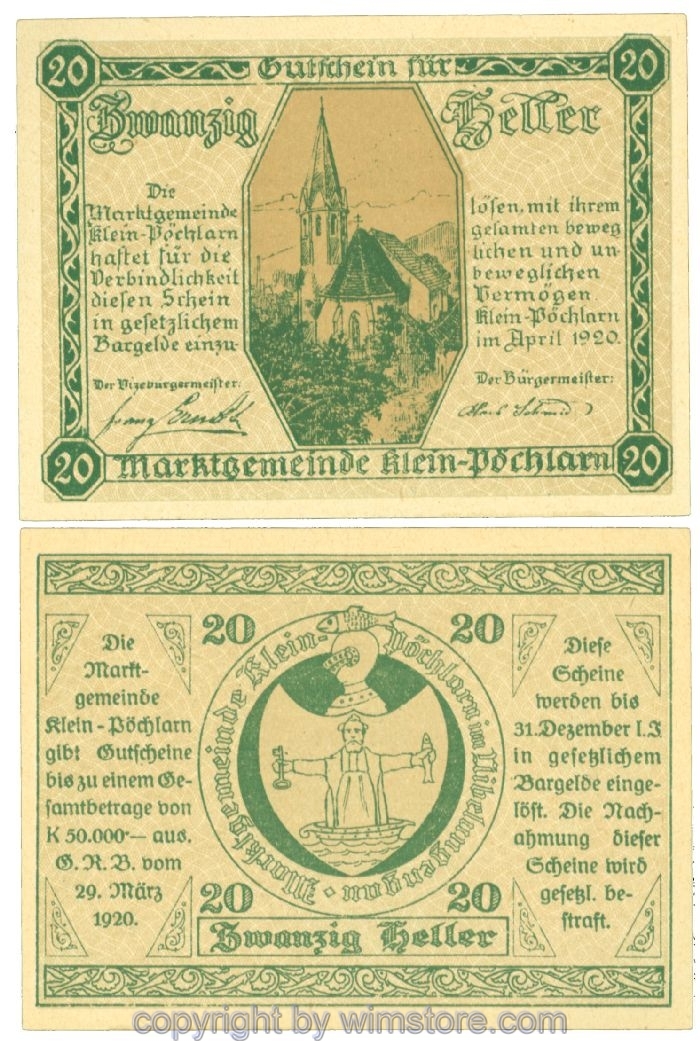 20
Gutschein für
20
Zwanzig Heller
Die
Marktgemeinde
Klein-Pöchlarn
haftet für die
Verbindlichkeit
diesen Schein
in gesetzlichem
Bargelde einzu-
lösen, mit ihrem
gesamten beweg
lichen und un-
beweglichen
Vermögen.
Klein-Pöchlarn
im April 1920.
Der Vizebürgermeister:
Der Bürgermeister:
20
Marktgemeinde Klein-Pöchlarn
20
20
20
Die
Markt-
gemeinde
Klein-Pöchlarn
gibt Gutscheine
bis zu einem Ge-
samtbetrage von
K 50.000·— aus.
G. R. B. vom
29. März
1920.
Marktgemeinde Klein-Pöchlarn im Nibelungengau
Diese
Scheine
werden bis
31. Dezember l. J.
in gesetzlichem
Bargelde einge-
löst. Die Nach-
ahmung dieser
Scheine wird
gesetzl. be-
straft.
20
20
Zwanzig Heller
copyright by wimstore.com